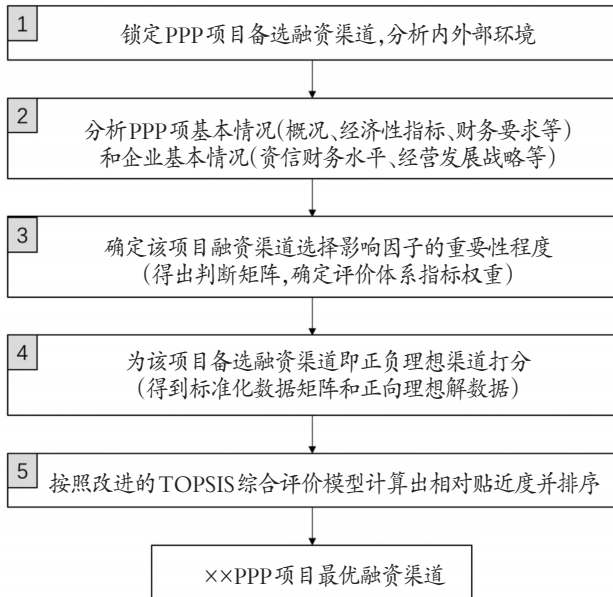 1
锁定PPP项目备选融资渠道,分析内外部环境
2
分析PPP项基本情况(概况、经济性指标、财务要求等)
和企业基本情况(资信财务水平、经营发展战略等)
3
确定该项目融资渠道选择影响因子的重要性程度
(得出判断矩阵,确定评价体系指标权重)
4
为该项目备选融资渠道即正负理想渠道打分
(得到标准化数据矩阵和正向理想解数据)
5
按照改进的TOPSIS综合评价模型计算出相对贴近度并排序
××PPP项目最优融资渠道